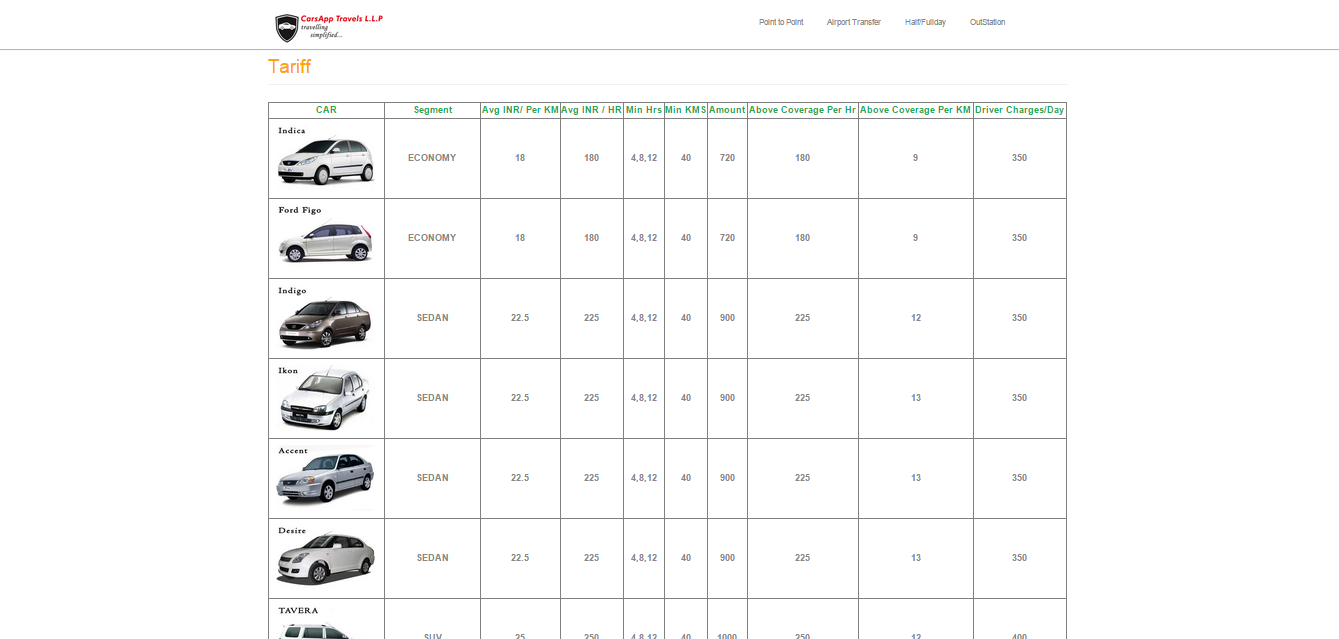 CarsApp Travels L.L.P
travelling
simplified...
Point to Point Airport Transfer Half/Fullday OutStation
Tariff
CAR Segment Avg INR/ Per KM Avg INR / HR Min Hrs Min KMS Amount Above Coverage Per Hr Above Coverage Per KM Driver Charges/Day
Indica
ECONOMY 18 180 4,8,12 40 720 180 9 350
Ford Figo
ECONOMY 18 180 4,8,12 40 720 180 9 350
Indigo
SEDAN 22.5 225 4,8,12 40 900 225 12 350
Ikon
SEDAN 22.5 225 4,8,12 40 900 225 13 350
Accent
SEDAN 22.5 225 4,8,12 40 900 225 13 350
Desire
SEDAN 22.5 225 4,8,12 40 900 225 13 350
TAVERA
SUV 25 250 4,8,12 40 1000 250 12 400